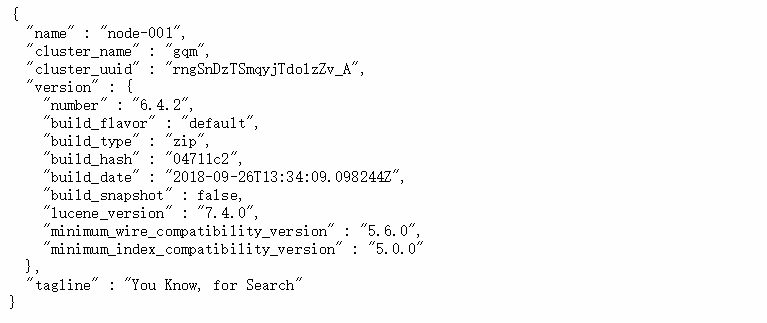 {
"name" : "node-001",
"cluster_name" : "gqm",
"cluster_uuid" : "rngSnDzTSmqyjTdolzZv_A",
"version" : {
"number" : "6.4.2",
"build_flavor" : "default",
"build_type" : "zip",
"build_hash" : "04711c2",
"build_date" : "2018-09-26T13:34:09.098244Z",
"build_snapshot" : false,
"lucene_version" : "7.4.0",
"minimum_wire_compatibility_version" : "5.6.0",
"minimum_index_compatibility_version" : "5.0.0"
},
"tagline" : "You Know, for Search"
}